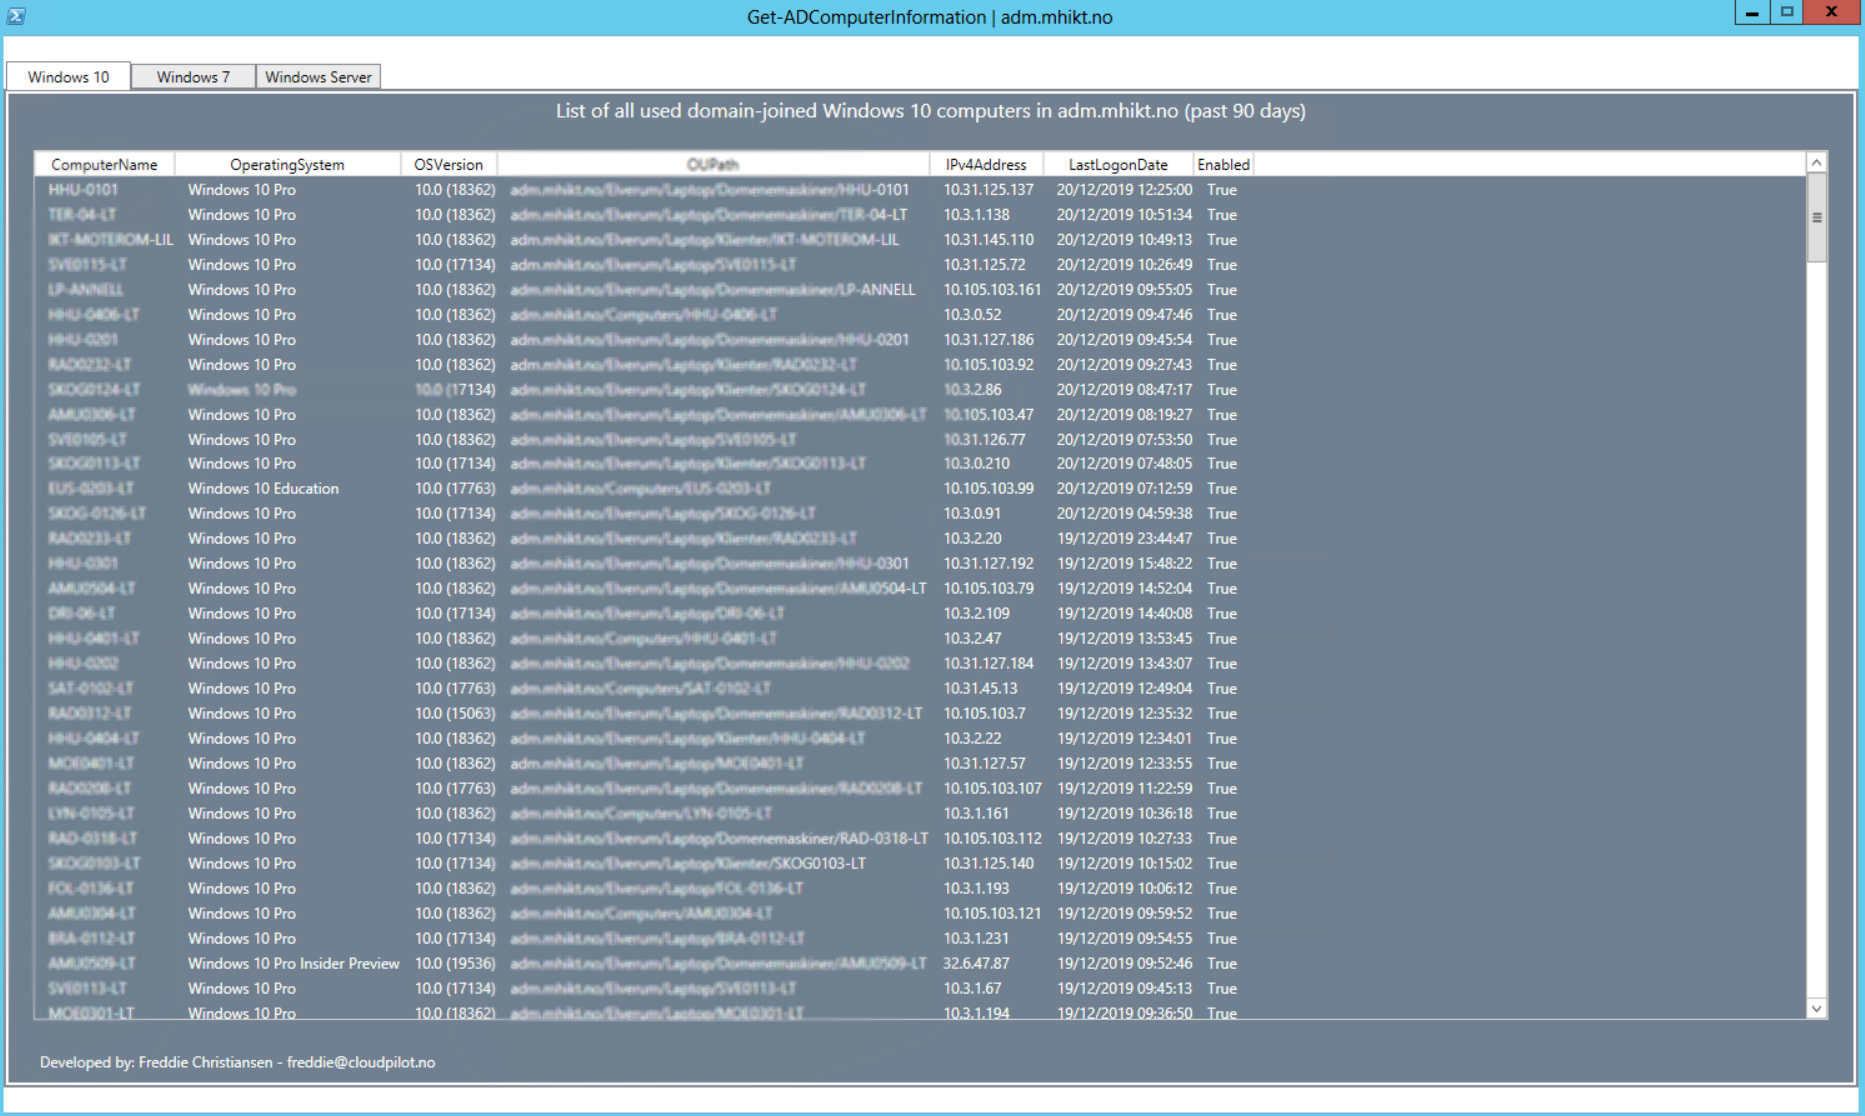 Get-ADComputerInformation | adm.mhikt.no
Windows 10 Windows 7 Windows Server
List of all used domain-joined Windows 10 computers in adm.mhikt.no (past 90 days)
ComputerName OperatingSystem OSVersion OUPath IPv4Address LastLogonDate Enabled
HHU-0101 Windows 10 Pro 10.0 (18362) adm.mhikt.no/Elverum/Laptop/Domenemaskiner/HHU-0101 10.31.125.137 20/12/2019 12:25:00 True
TER-04-LT Windows 10 Pro 10.0 (18362) adm.mhikt.no/Elverum/Laptop/Domenemaskiner/TER-04-LT 10.3.1.138 20/12/2019 10:51:34 True
IKT-MOTEROM-LIL Windows 10 Pro 10.0 (18362) adm.mhikt.no/Elverum/Laptop/Klienter/IKT-MOTEROM-LIL 10.31.145.110 20/12/2019 10:49:13 True
SVE0115-LT Windows 10 Pro 10.0 (17134) adm.mhikt.no/Elverum/Laptop/SVE0115-LT 10.31.125.72 20/12/2019 10:26:49 True
LP-ANNELL Windows 10 Pro 10.0 (18362) adm.mhikt.no/Elverum/Laptop/Domenemaskiner/LP-ANNELL 10.105.103.161 20/12/2019 09:55:05 True
HHU-0406-LT Windows 10 Pro 10.0 (18362) adm.mhikt.no/Computers/HHU-0406-LT 10.3.0.52 20/12/2019 09:47:46 True
HHU-0201 Windows 10 Pro 10.0 (18362) adm.mhikt.no/Elverum/Laptop/Domenemaskiner/HHU-0201 10.31.127.186 20/12/2019 09:45:54 True
RAD0232-LT Windows 10 Pro 10.0 (18362) adm.mhikt.no/Elverum/Laptop/Klienter/RAD0232-LT 10.105.103.92 20/12/2019 09:27:43 True
SKOG0124-LT Windows 10 Pro 10.0 (17134) adm.mhikt.no/Elverum/Laptop/Klienter/SKOG0124-LT 10.3.2.86 20/12/2019 08:47:17 True
AMU0306-LT Windows 10 Pro 10.0 (18362) adm.mhikt.no/Elverum/Laptop/Domenemaskiner/AMU0306-LT 10.105.103.47 20/12/2019 08:19:27 True
SVE0105-LT Windows 10 Pro 10.0 (18362) adm.mhikt.no/Elverum/Laptop/SVE0105-LT 10.31.126.77 20/12/2019 07:53:50 True
SKOG0113-LT Windows 10 Pro 10.0 (17134) adm.mhikt.no/Elverum/Laptop/Klienter/SKOG0113-LT 10.3.0.210 20/12/2019 07:48:05 True
EUS-0203-LT Windows 10 Education 10.0 (17763) adm.mhikt.no/Computers/EUS-0203-LT 10.105.103.99 20/12/2019 07:12:59 True
SKOG-0126-LT Windows 10 Pro 10.0 (17134) adm.mhikt.no/Elverum/Laptop/SKOG-0126-LT 10.3.0.91 20/12/2019 04:59:38 True
RAD0233-LT Windows 10 Pro 10.0 (18362) adm.mhikt.no/Elverum/Laptop/Klienter/RAD0233-LT 10.3.2.20 19/12/2019 23:44:47 True
HHU-0301 Windows 10 Pro 10.0 (18362) adm.mhikt.no/Elverum/Laptop/Domenemaskiner/HHU-0301 10.31.127.192 19/12/2019 15:48:22 True
AMU0504-LT Windows 10 Pro 10.0 (18362) adm.mhikt.no/Elverum/Laptop/Domenemaskiner/AMU0504-LT 10.105.103.79 19/12/2019 14:52:04 True
DRI-06-LT Windows 10 Pro 10.0 (17134) adm.mhikt.no/Elverum/Laptop/DRI-06-LT 10.3.2.109 19/12/2019 14:40:08 True
HHU-0401-LT Windows 10 Pro 10.0 (18362) adm.mhikt.no/Computers/HHU-0401-LT 10.3.2.47 19/12/2019 13:53:45 True
HHU-0202 Windows 10 Pro 10.0 (18362) adm.mhikt.no/Elverum/Laptop/Domenemaskiner/HHU-0202 10.31.127.184 19/12/2019 13:43:07 True
SAT-0102-LT Windows 10 Pro 10.0 (17763) adm.mhikt.no/Computers/SAT-0102-LT 10.31.45.13 19/12/2019 12:49:04 True
RAD0312-LT Windows 10 Pro 10.0 (15063) adm.mhikt.no/Elverum/Laptop/Domenemaskiner/RAD0312-LT 10.105.103.7 19/12/2019 12:35:32 True
HHU-0404-LT Windows 10 Pro 10.0 (18362) adm.mhikt.no/Elverum/Laptop/Klienter/HHU-0404-LT 10.3.2.22 19/12/2019 12:34:01 True
MOE0401-LT Windows 10 Pro 10.0 (18362) adm.mhikt.no/Elverum/Laptop/MOE0401-LT 10.31.127.57 19/12/2019 12:33:55 True
RAD0208-LT Windows 10 Pro 10.0 (17763) adm.mhikt.no/Elverum/Laptop/Domenemaskiner/RAD0208-LT 10.105.103.107 19/12/2019 11:22:59 True
LYN-0105-LT Windows 10 Pro 10.0 (18362) adm.mhikt.no/Computers/LYN-0105-LT 10.3.1.161 19/12/2019 10:36:18 True
RAD-0318-LT Windows 10 Pro 10.0 (17134) adm.mhikt.no/Elverum/Laptop/Domenemaskiner/RAD-0318-LT 10.105.103.112 19/12/2019 10:27:33 True
SKOG0103-LT Windows 10 Pro 10.0 (17134) adm.mhikt.no/Elverum/Laptop/Klienter/SKOG0103-LT 10.31.125.140 19/12/2019 10:15:02 True
FOL-0136-LT Windows 10 Pro 10.0 (18362) adm.mhikt.no/Elverum/Laptop/FOL-0136-LT 10.3.1.193 19/12/2019 10:06:12 True
AMU0304-LT Windows 10 Pro 10.0 (18362) adm.mhikt.no/Computers/AMU0304-LT 10.105.103.121 19/12/2019 09:59:52 True
BRA-0112-LT Windows 10 Pro 10.0 (17134) adm.mhikt.no/Elverum/Laptop/BRA-0112-LT 10.3.1.231 19/12/2019 09:54:55 True
AMU0509-LT Windows 10 Pro Insider Preview 10.0 (19536) adm.mhikt.no/Elverum/Laptop/Domenemaskiner/AMU0509-LT 32.6.47.87 19/12/2019 09:52:46 True
SVE0113-LT Windows 10 Pro 10.0 (17134) adm.mhikt.no/Elverum/Laptop/SVE0113-LT 10.3.1.67 19/12/2019 09:45:13 True
MOE0301-LT Windows 10 Pro 10.0 (18362) adm.mhikt.no/Elverum/Laptop/MOE0301-LT 10.3.1.194 19/12/2019 09:36:50 True
Developed by: Freddie Christiansen - freddie@cloudpilot.no